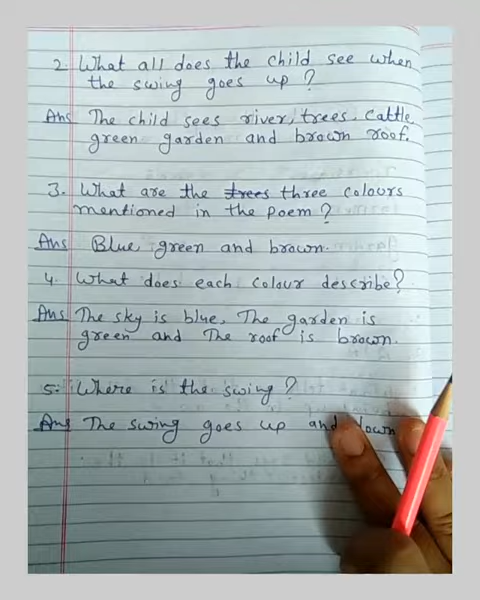 2. What all does the child see when
the swing goes up?
Ans The child sees river, trees, cattle,
green garden and brown roof.
3. What are the trees three colours
mentioned in the poem?
Ans Blue, green and brown.
4. What does each colour describe?
Ans The sky is blue, The garden is
green and The roof is brown.
5. Where is the swing?
Ans The swing goes up and down